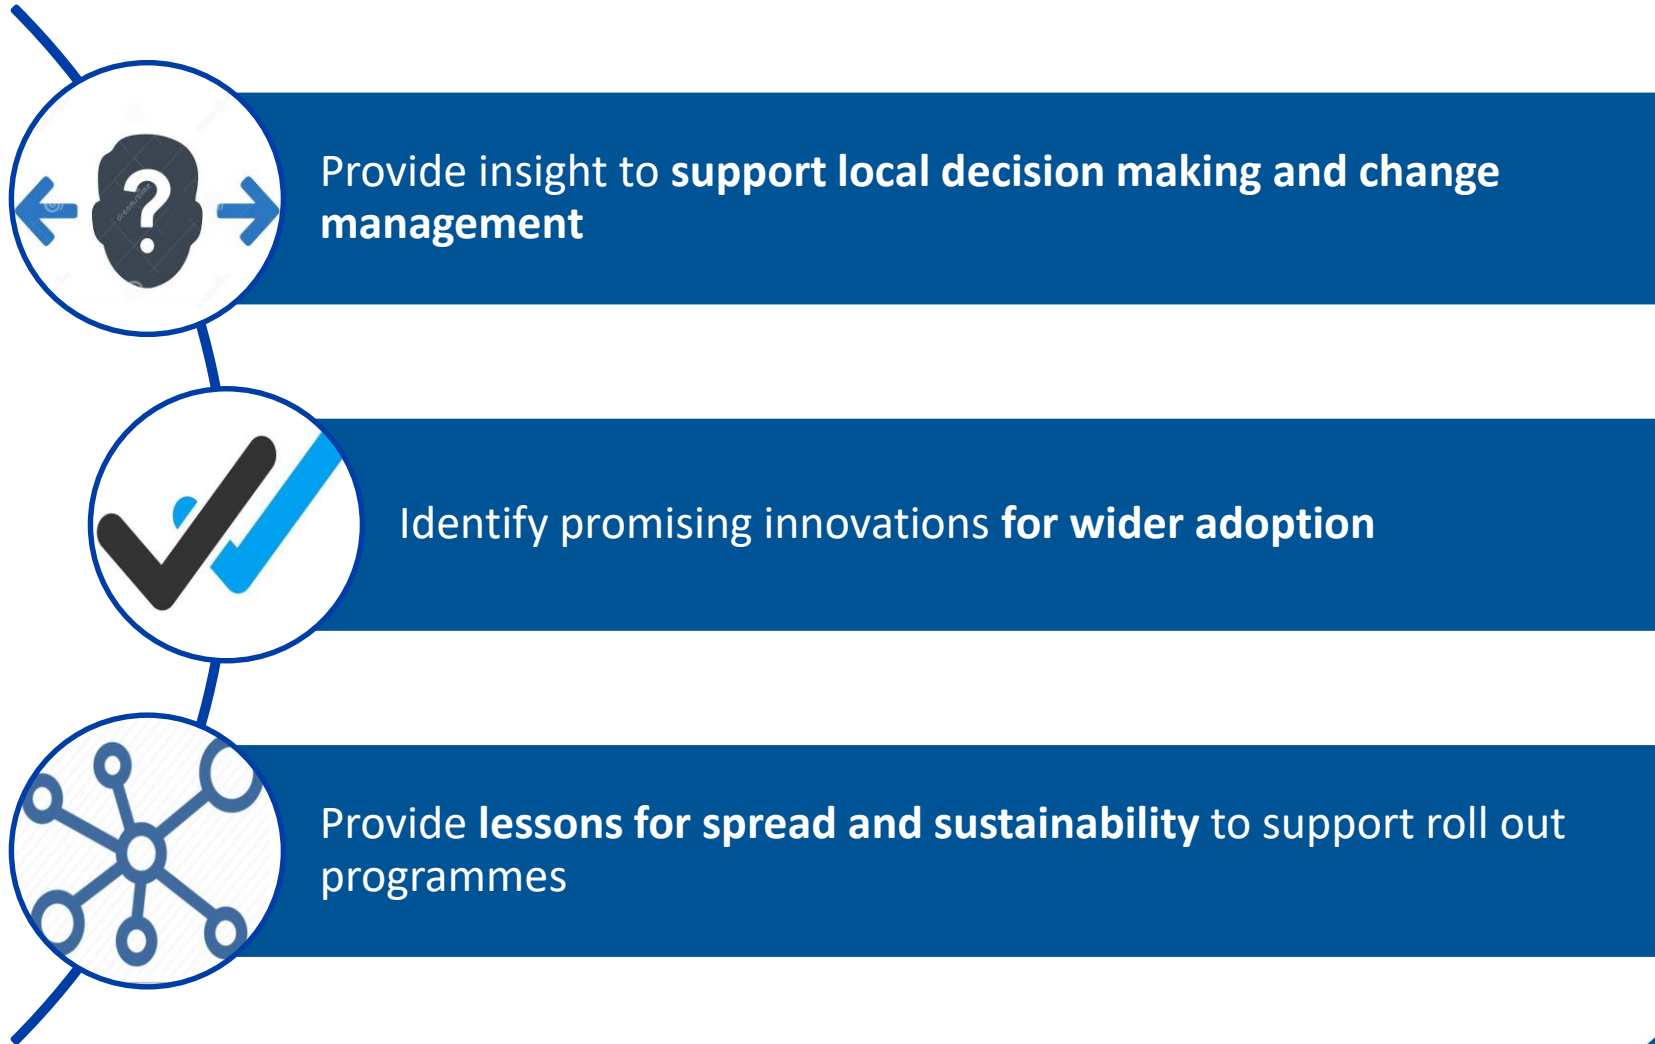 Provide insight to support local decision making and change
management
?
Identify promising innovations for wider adoption
Provide lessons for spread and sustainability to support roll out
programmes